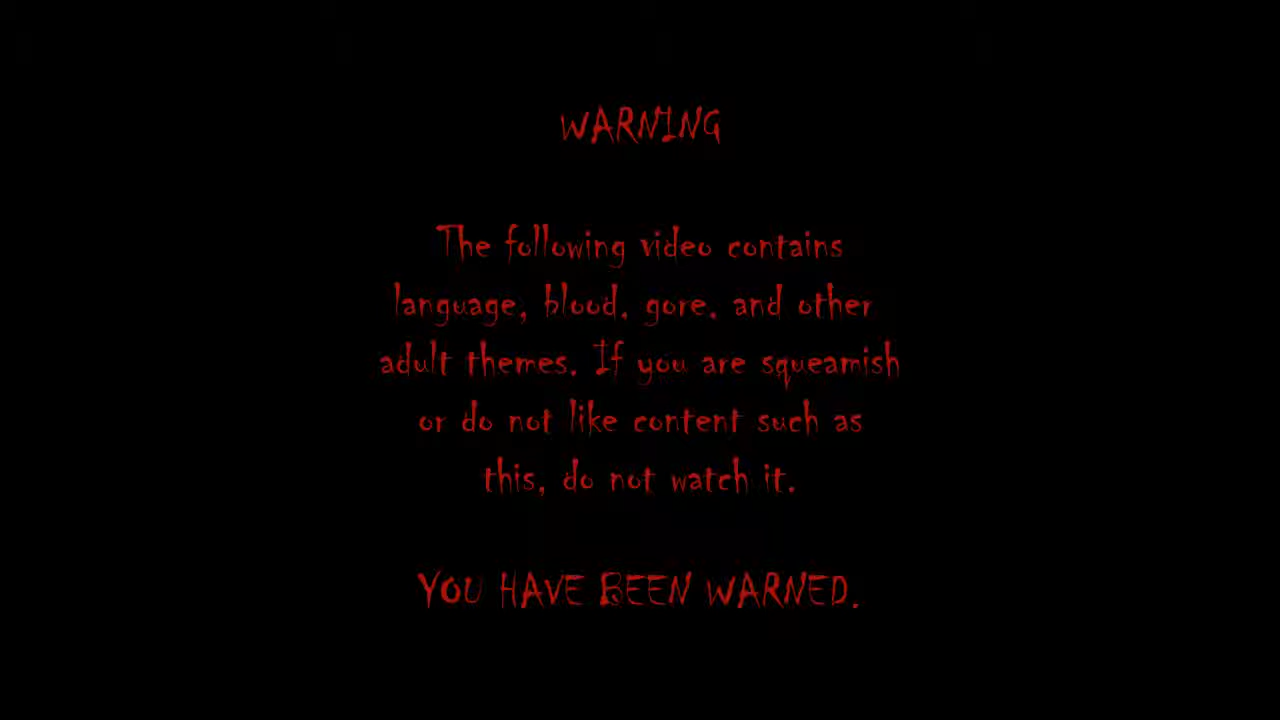 WARNING
The following video contains
language, blood, gore, and other
adult themes. If you are squeamish
or do not like content such as
this, do not watch it.
YOU HAVE BEEN WARNED.